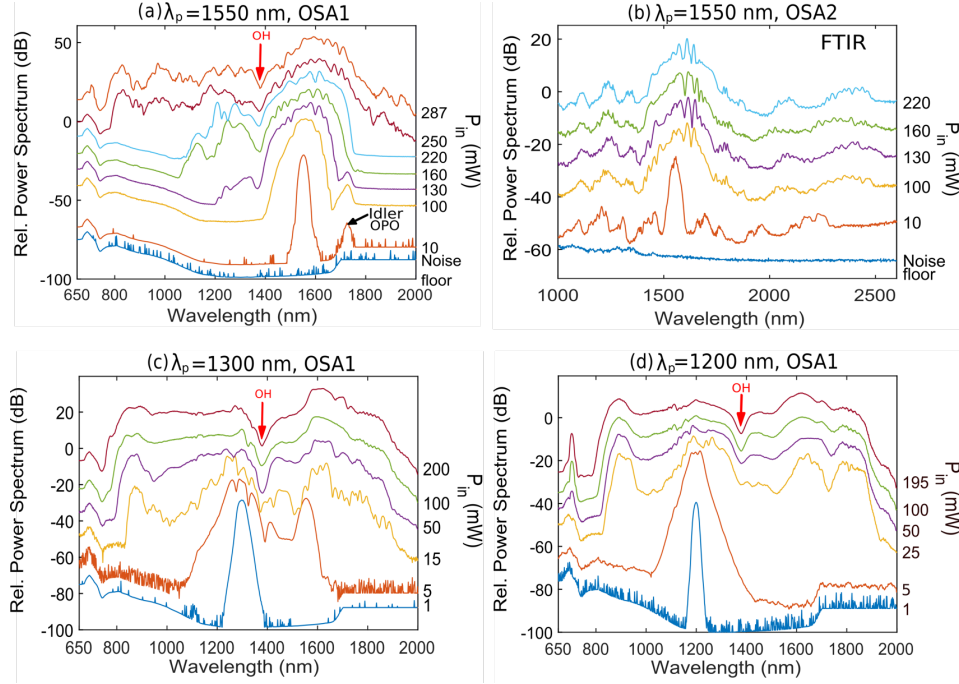 (a) λp=1550 nm, OSA1
OH
50
0
-50
-100
Rel. Power Spectrum (dB)
287
250
220
160
130
100
10
Noise
floor
Pin (mW)
Idler
OPO
650 800 1000 1200 1400 1600 1800 2000
Wavelength (nm)
(b) λp=1550 nm, OSA2
FTIR
20
0
-20
-40
-60
Rel. Power Spectrum (dB)
220
160
130
100
10
Noise
floor
Pin (mW)
1000 1500 2000 2500
Wavelength (nm)
(c) λp=1300 nm, OSA1
OH
20
0
-20
-40
-60
-80
-100
Rel. Power Spectrum (dB)
200
100
50
15
5
1
Pin (mW)
650 800 1000 1200 1400 1600 1800 2000
Wavelength (nm)
(d) λp=1200 nm, OSA1
OH
0
-20
-40
-60
-80
-100
Rel. Power Spectrum (dB)
195
100
50
25
5
1
Pin (mW)
650 800 1000 1200 1400 1600 1800 2000
Wavelength (nm)